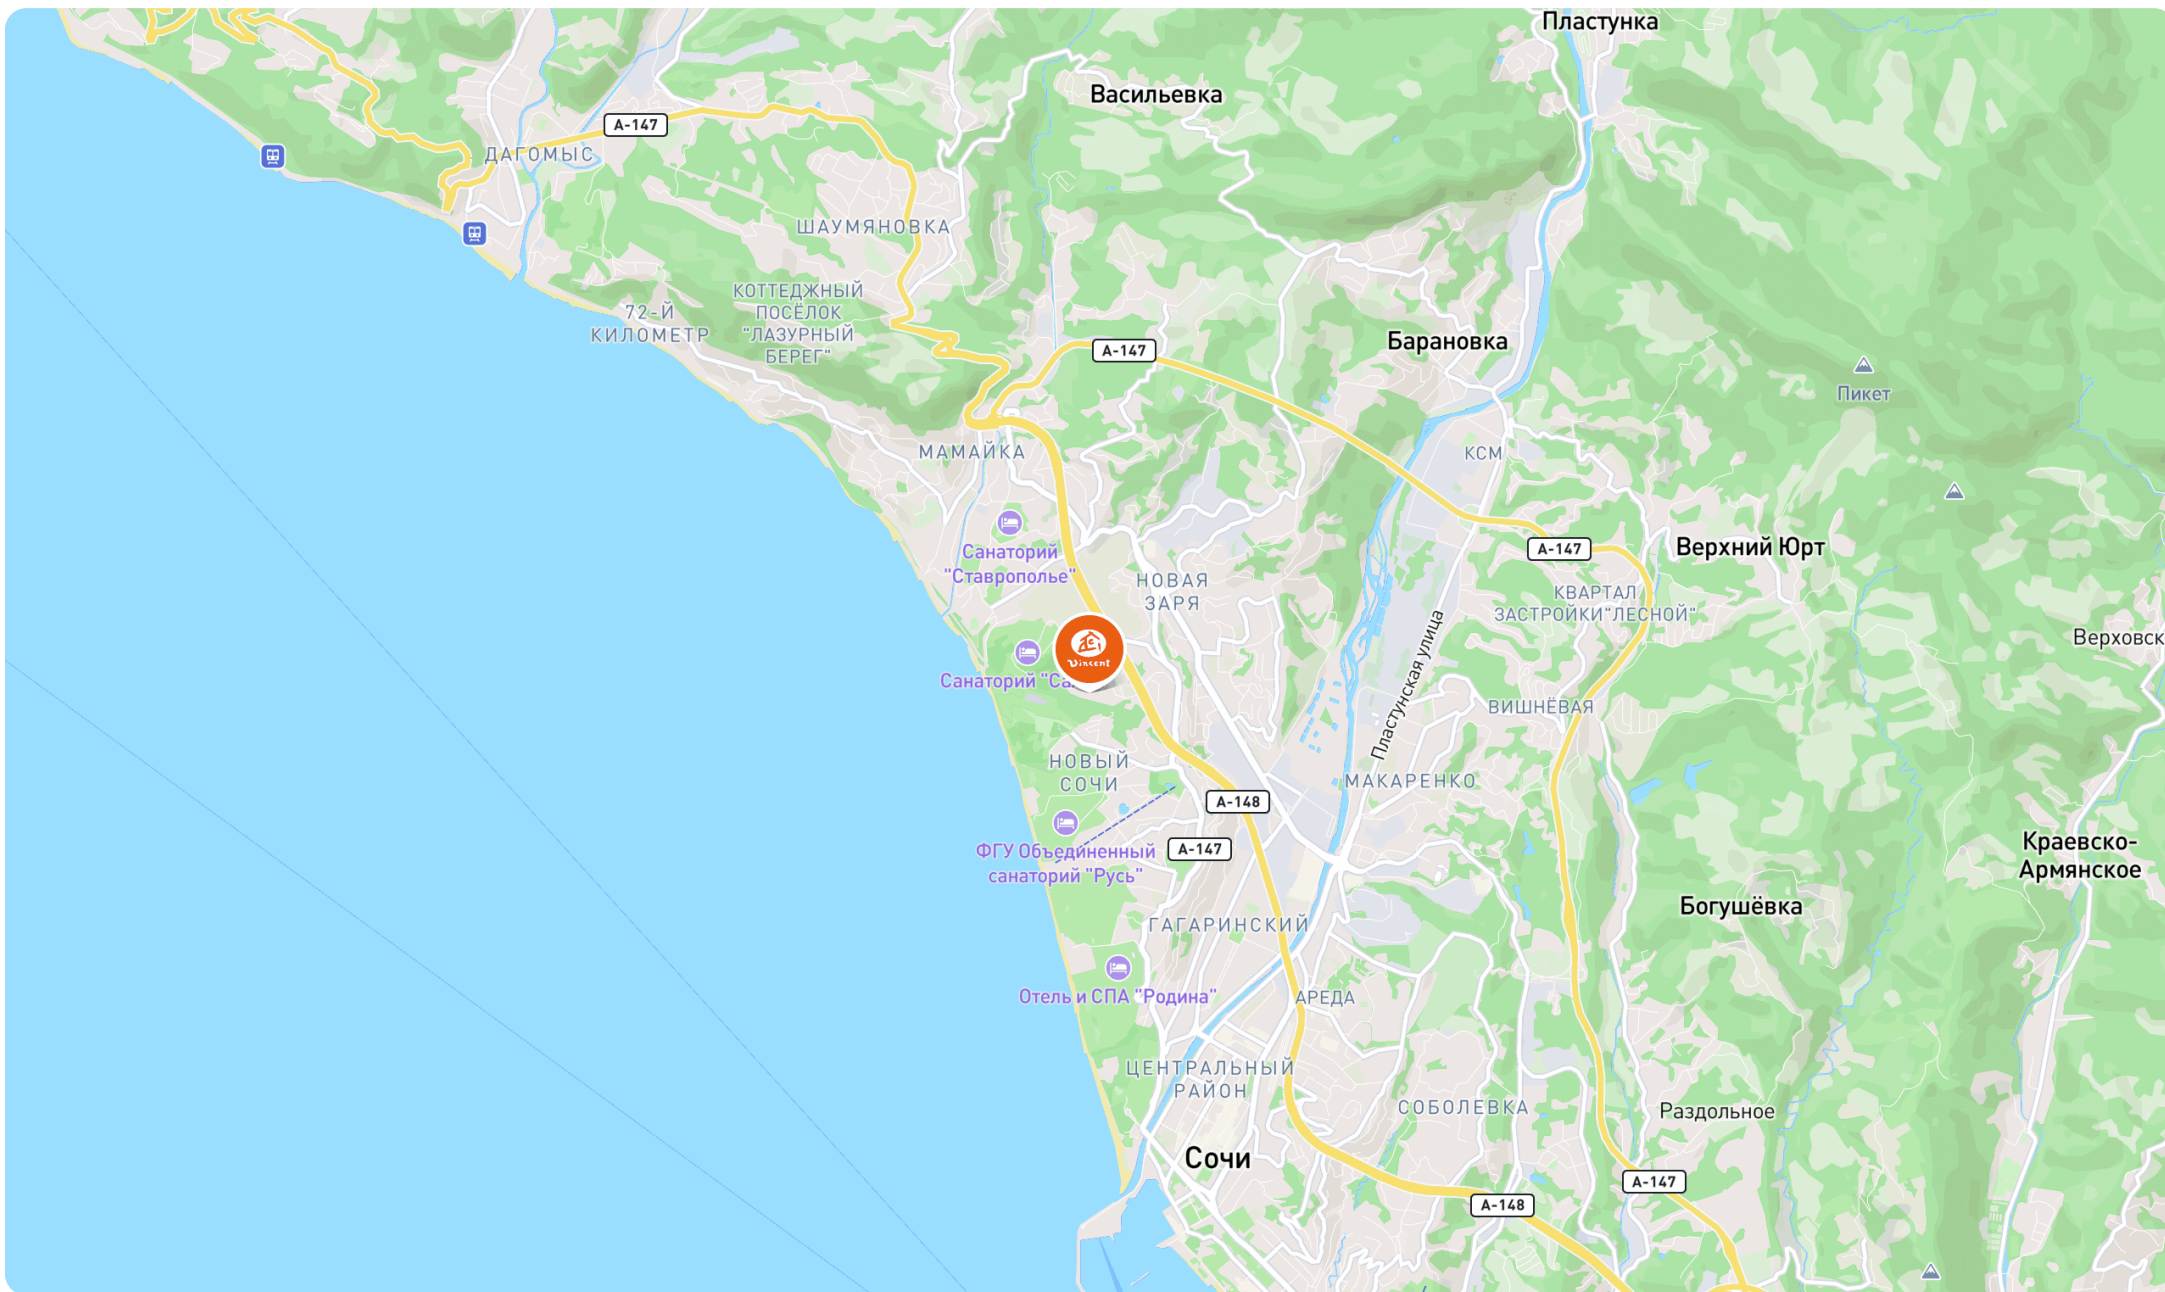 Пластунка
Васильевка
А-147
ДАГОМЫС
ШАУМЯНОВКА
КОТТЕДЖНЫЙ
ПОСЁЛОК
"ЛАЗУРНЫЙ
БЕРЕГ"
72-Й
КИЛОМЕТР
Барановка
А-147
Пикет
МАМАЙКА
КСМ
Санаторий
"Ставрополье"
НОВАЯ
ЗАРЯ
А-147
Верхний Юрт
КВАРТАЛ
ЗАСТРОЙКИ"ЛЕСНОЙ"
Верховск
Vincent
Санаторий "Са
Пластунская улица
ВИШНЁВАЯ
НОВЫЙ
СОЧИ
МАКАРЕНКО
А-148
А-147
ФГУ Объединенный
санаторий "Русь"
Краевско-
Армянское
Богушёвка
ГАГАРИНСКИЙ
Отель и СПА "Родина"
АРЕДА
ЦЕНТРАЛЬНЫЙ
РАЙОН
СОБОЛЕВКА
Раздольное
Сочи
А-147
А-148